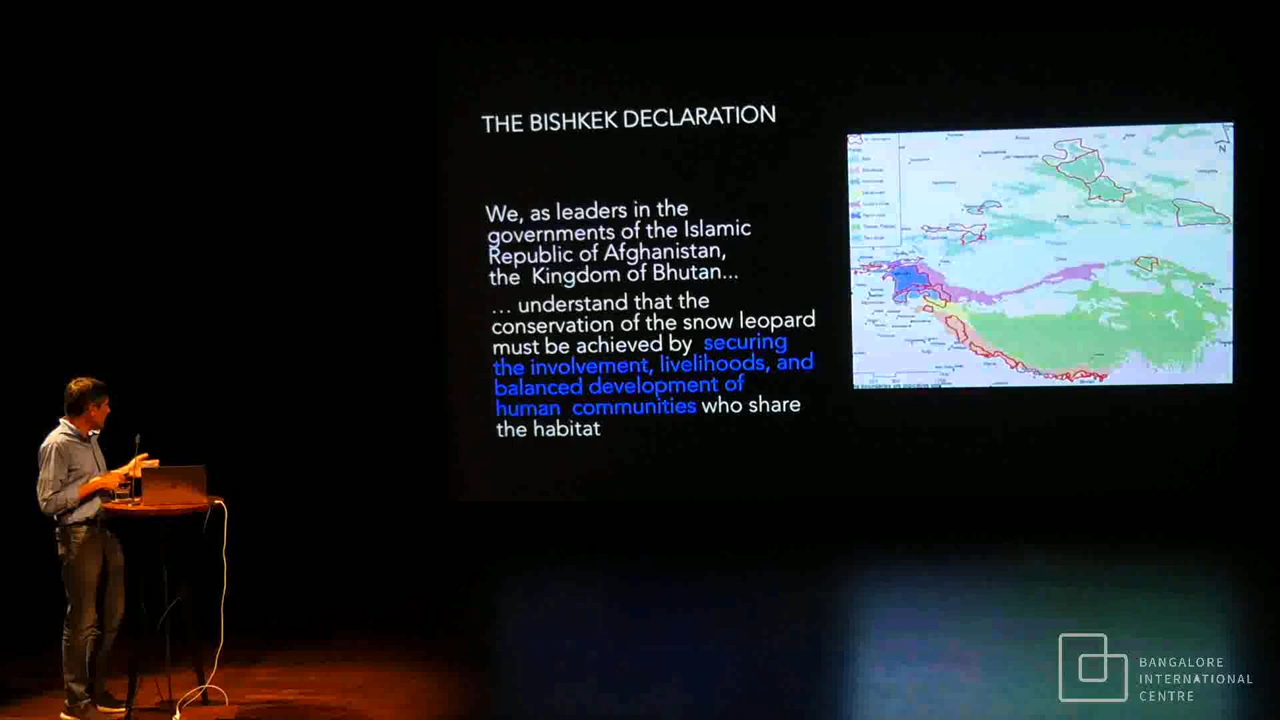 THE BISHKEK DECLARATION
We, as leaders in the
governments of the Islamic
Republic of Afghanistan,
the Kingdom of Bhutan...
... understand that the
conservation of the snow leopard
must be achieved by securing
the involvement, livelihoods, and
balanced development of
human communities who share
the habitat
N
BANGALORE
INTERNATIONAL
CENTRE